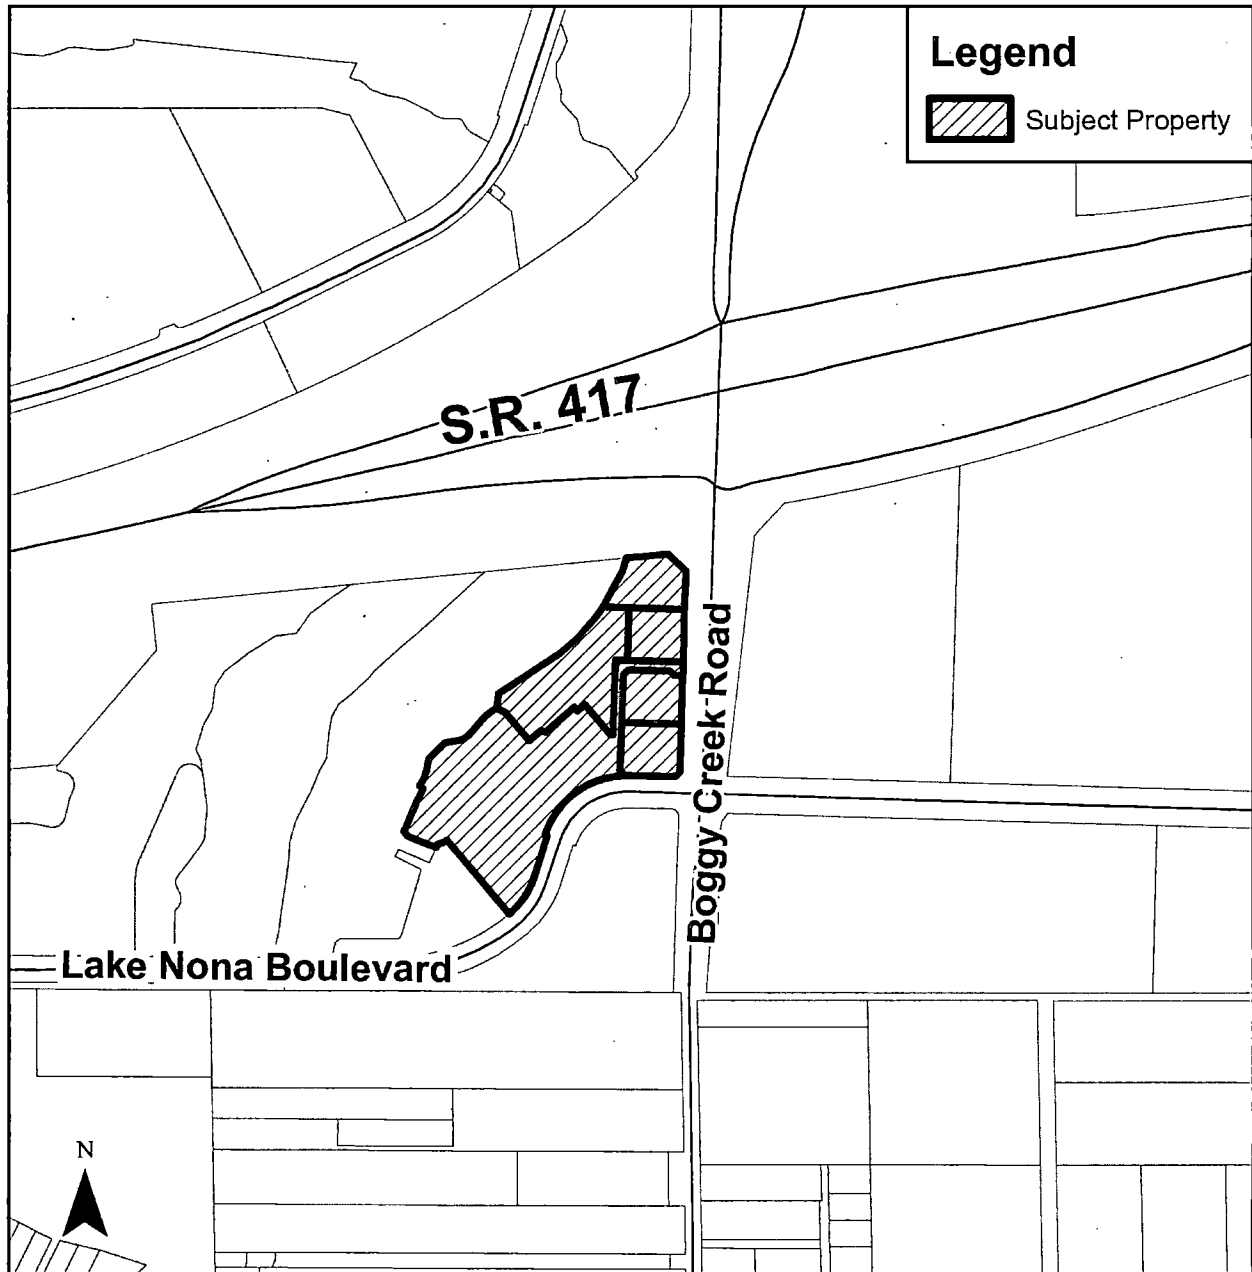 Legend
Subject Property
S.R. 417
Boggy Creek Road
Lake Nona Boulevard
N